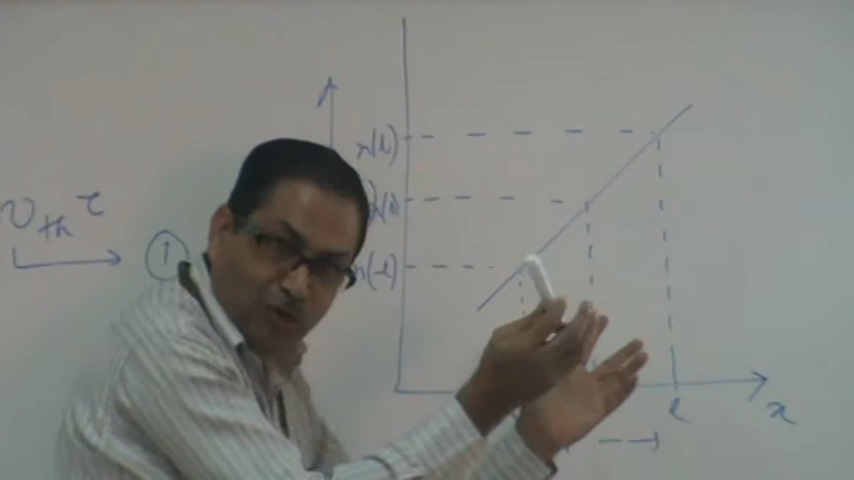 n(l)
n(-l)
v_th τ
1
l
x